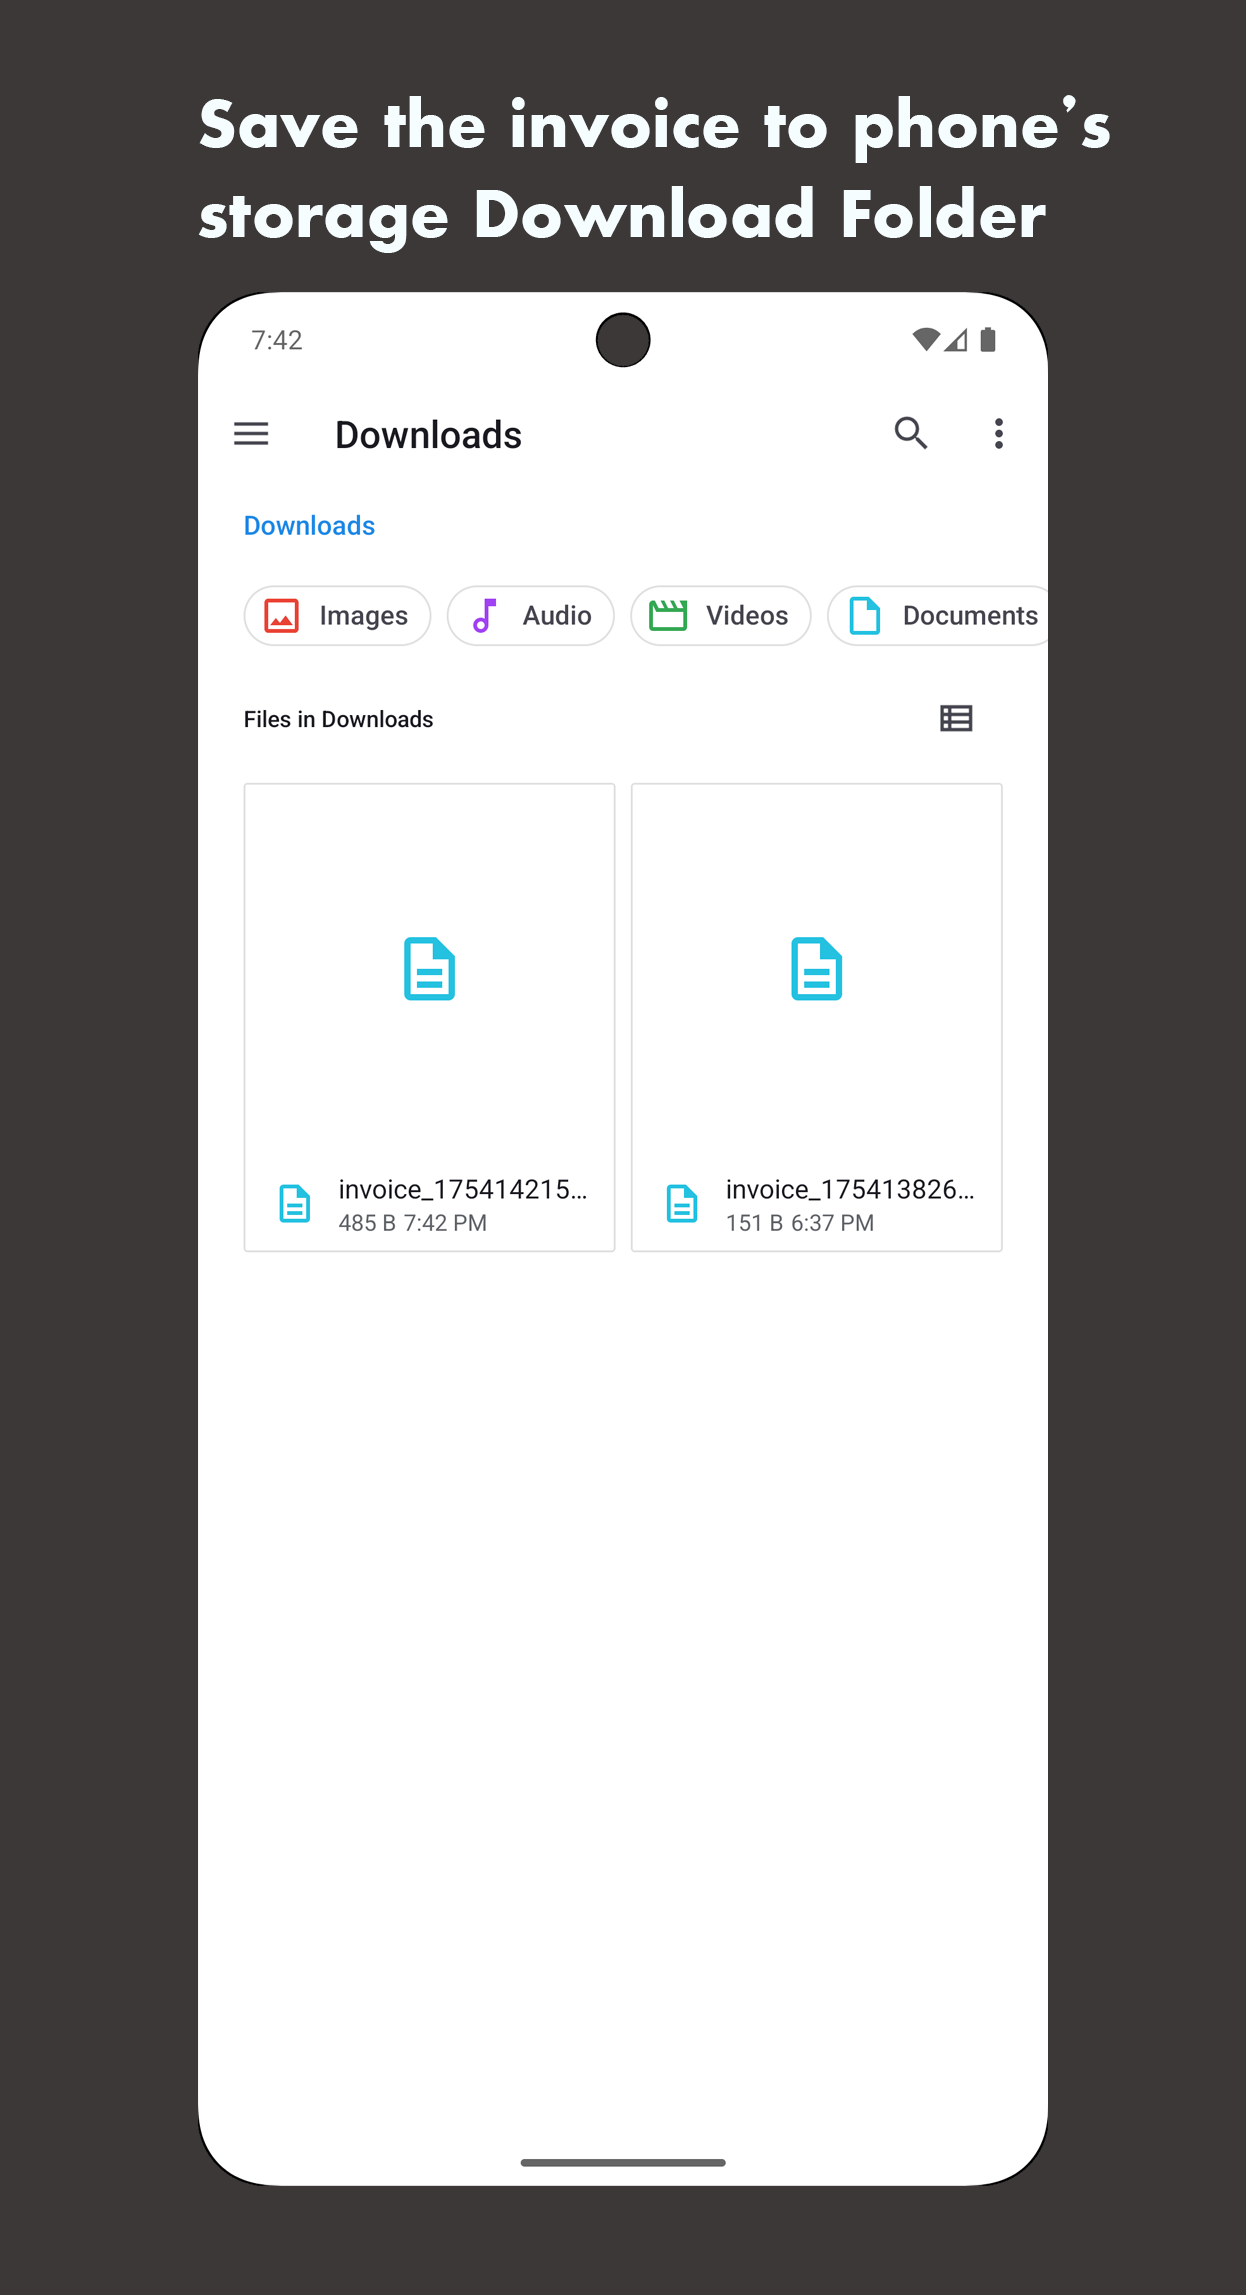 Save the invoice to phone’s
storage Download Folder
7:42
Downloads
Downloads
Images Audio Videos Documents
Files in Downloads
invoice_175414215... invoice_175413826...
485 B 7:42 PM 151 B 6:37 PM